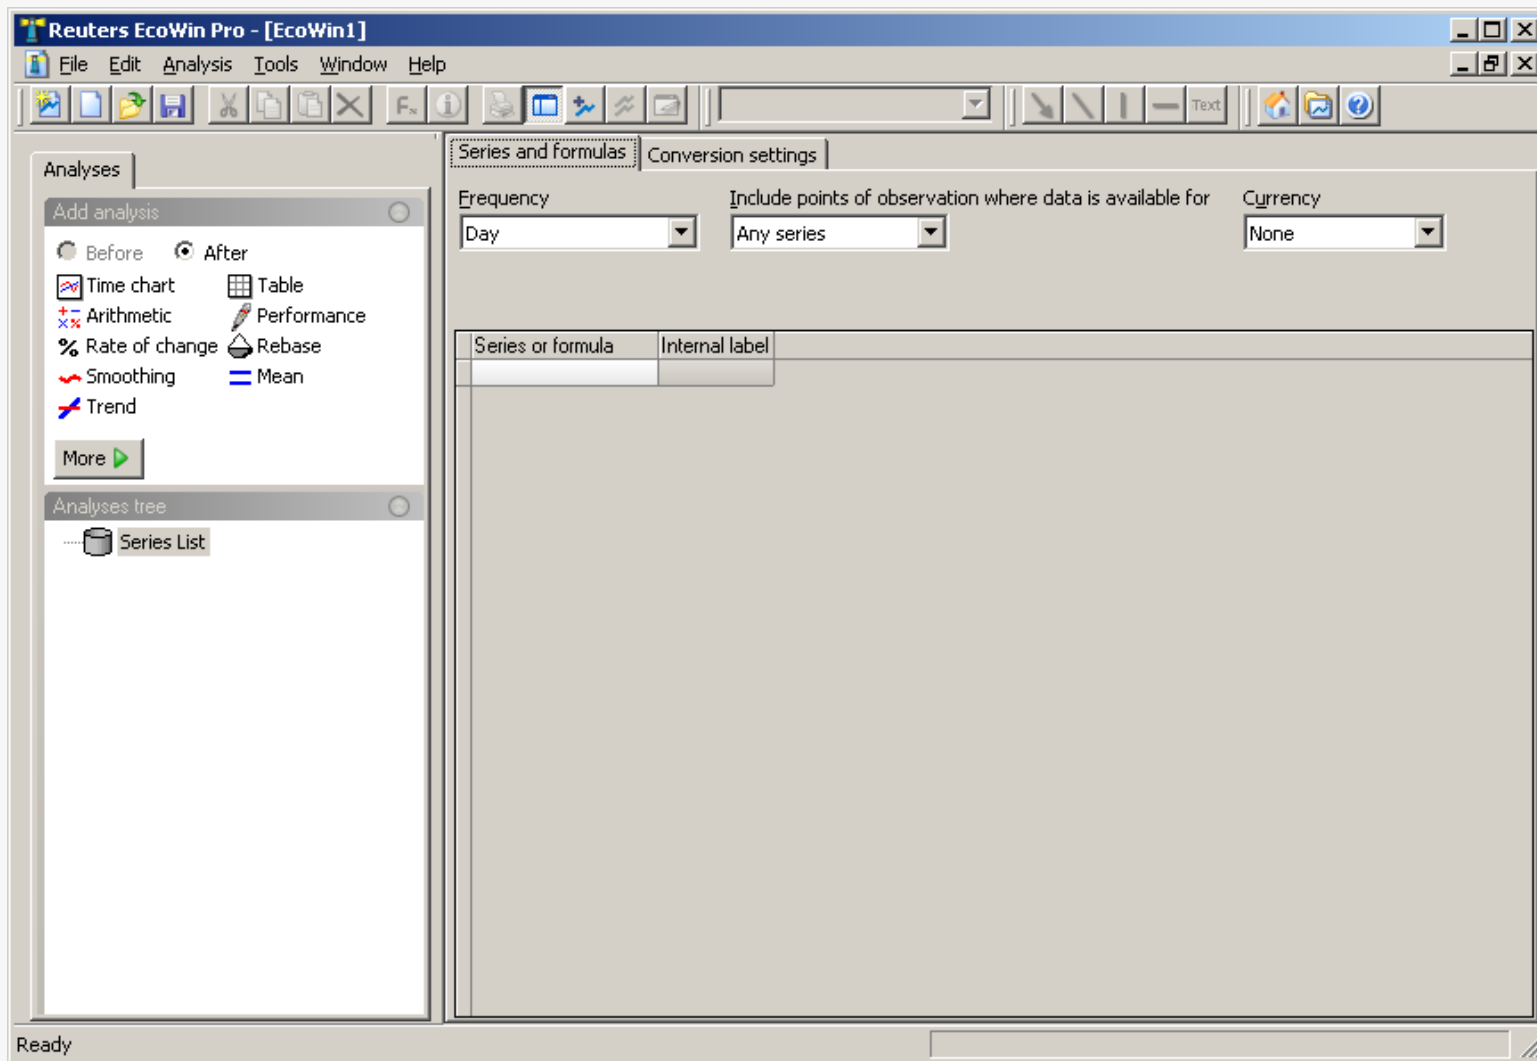 Reuters EcoWin Pro - [EcoWin1]
File Edit Analysis Tools Window Help
Text
Analyses
Add analysis
Before After
Time chart Table
Arithmetic Performance
% Rate of change Rebase
Smoothing Mean
Trend
More
Analyses tree
Series List
Series and formulas Conversion settings
Frequency Include points of observation where data is available for Currency
Day Any series None
Series or formula Internal label
Ready